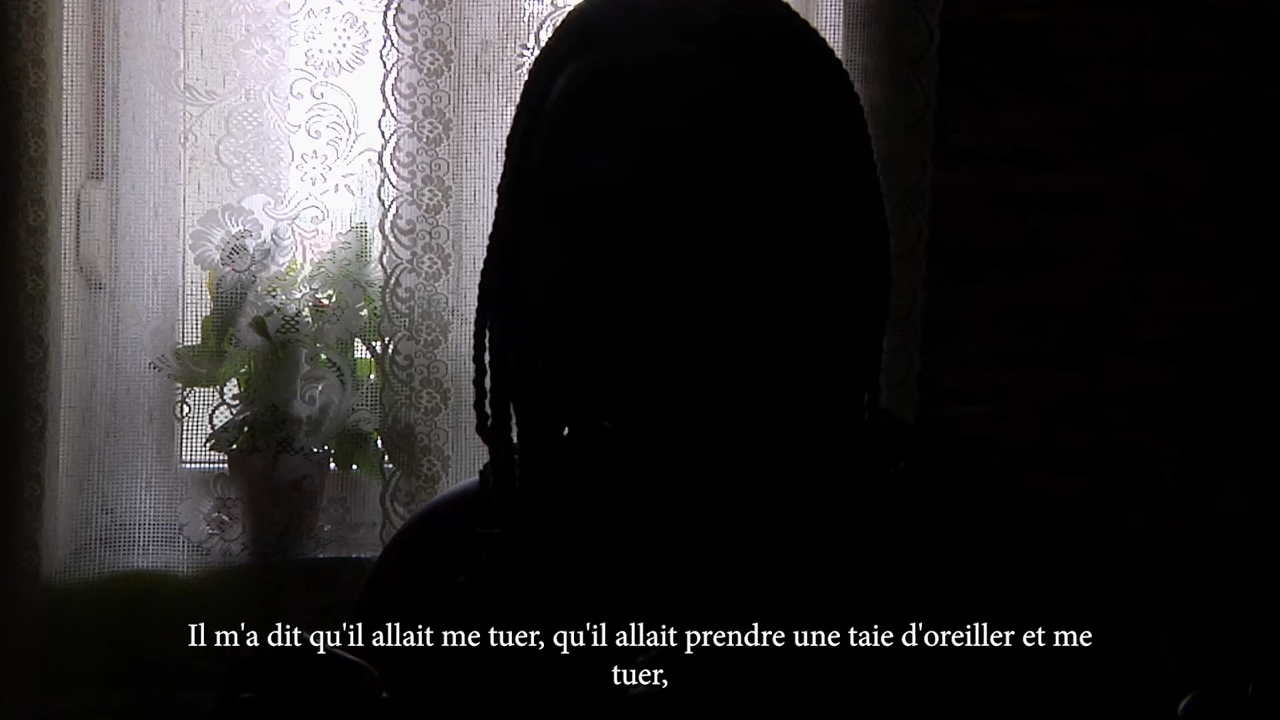 Il m'a dit qu'il allait me tuer, qu'il allait prendre une taie d'oreiller et me
tuer,